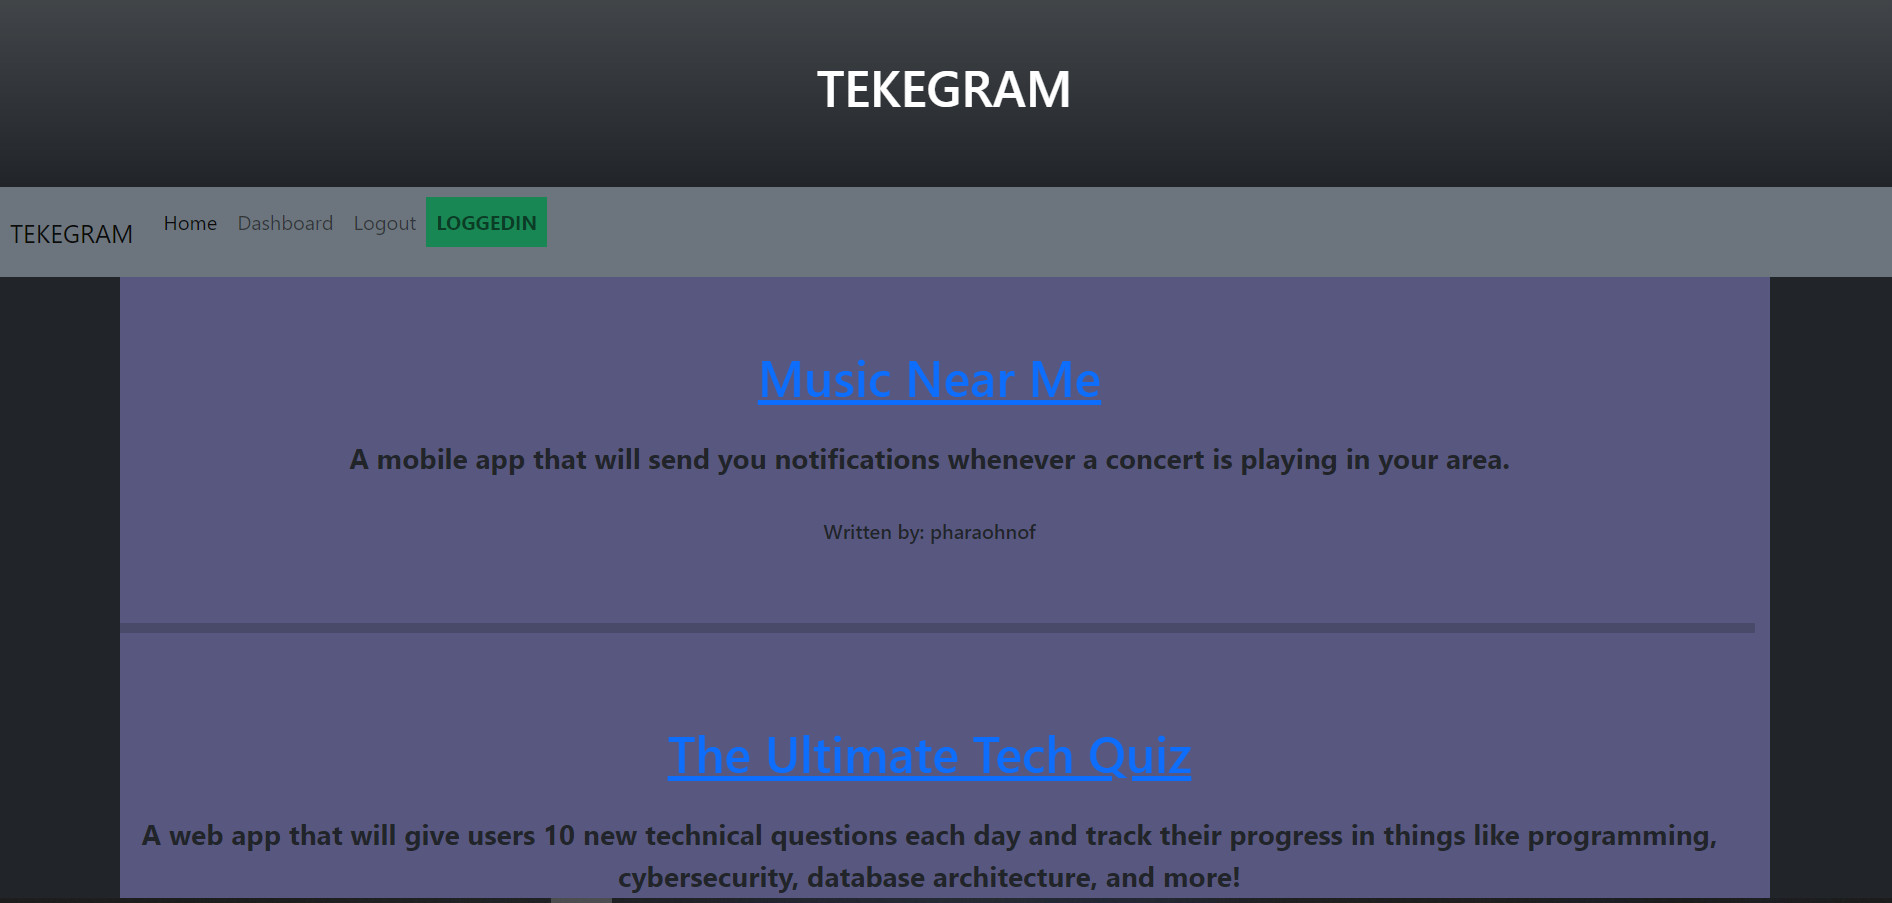 TEKEGRAM
TEKEGRAM Home Dashboard Logout LOGGEDIN
Music Near Me
A mobile app that will send you notifications whenever a concert is playing in your area.
Written by: pharaohnof
The Ultimate Tech Quiz
A web app that will give users 10 new technical questions each day and track their progress in things like programming,
cybersecurity, database architecture, and more!